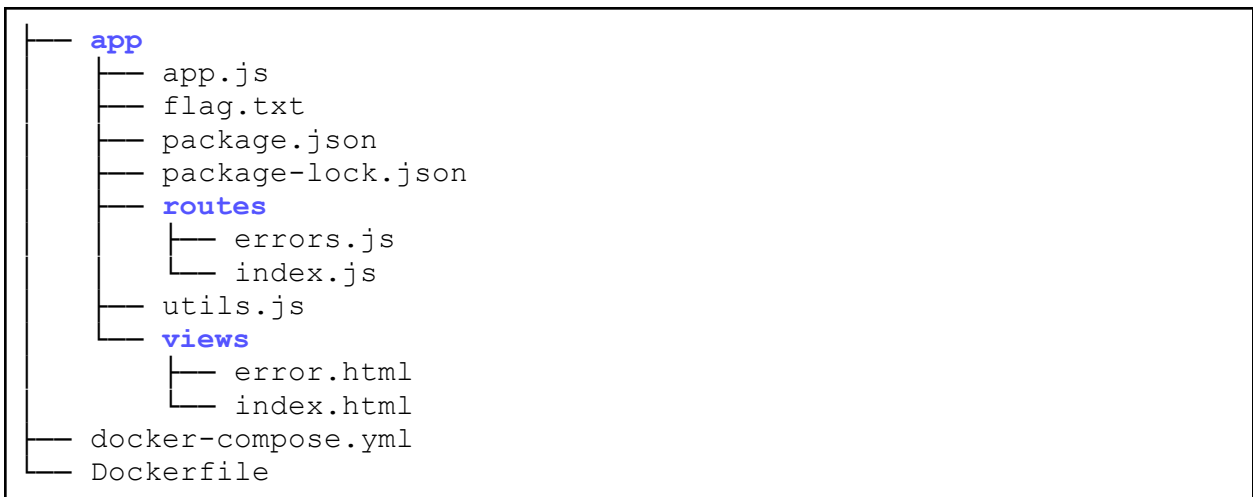 ├── app
│   ├── app.js
│   ├── flag.txt
│   ├── package.json
│   ├── package-lock.json
│   ├── routes
│   │   ├── errors.js
│   │   └── index.js
│   ├── utils.js
│   └── views
│       ├── error.html
│       └── index.html
├── docker-compose.yml
└── Dockerfile